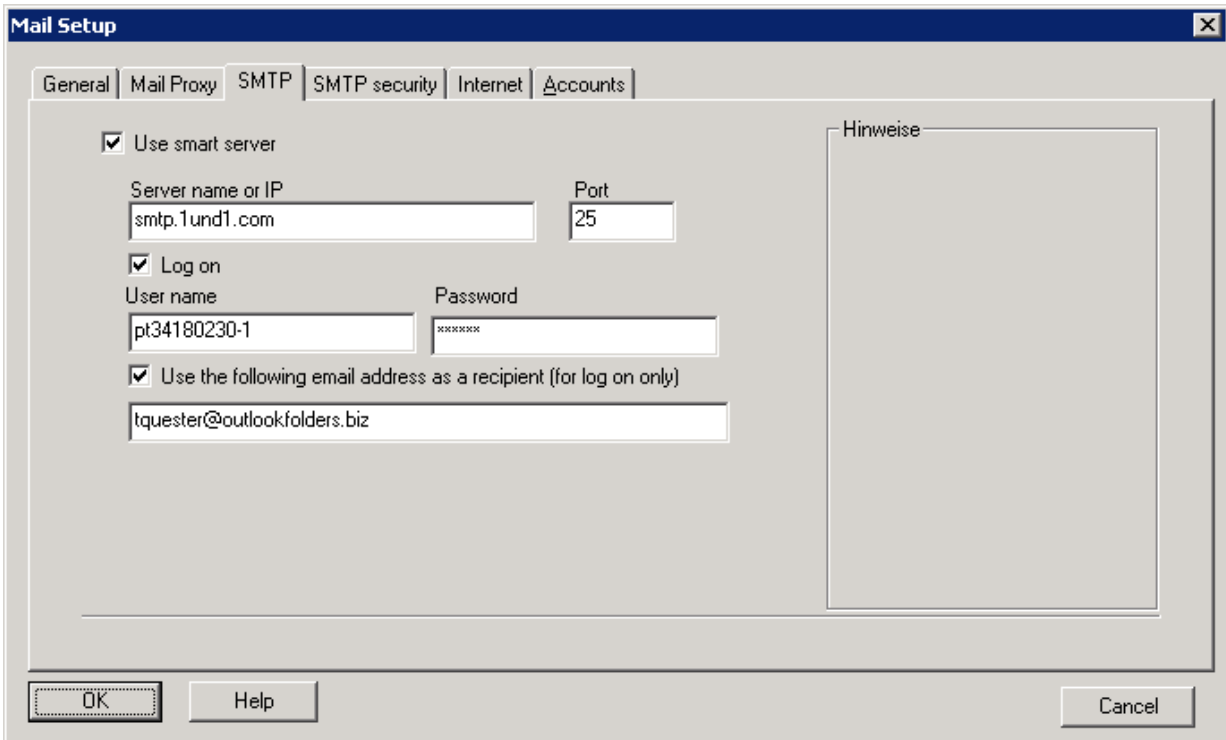 Mail Setup
General Mail Proxy SMTP SMTP security Internet Accounts
Use smart server
Hinweise
Server name or IP Port
smtp.1und1.com 25
Log on
User name Password
pt34180230-1 ******
Use the following email address as a recipient (for log on only)
tquester@outlookfolders.biz
OK Help Cancel